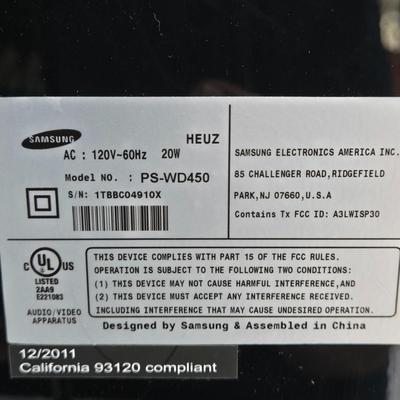 SAMSUNG
HEUZ
AC : 120V~60Hz 20W
Model NO. : PS-WD450
S/N: 1TBBC04910X
SAMSUNG ELECTRONICS AMERICA INC.
85 CHALLENGER ROAD,RIDGEFIELD
PARK,NJ 07660,U.S.A
Contains Tx FCC ID: A3LWISP30
UL
LISTED
2AA9
E221083
AUDIO/VIDEO
APPARATUS
THIS DEVICE COMPLIES WITH PART 15 OF THE FCC RULES.
OPERATION IS SUBJECT TO THE FOLLOWING TWO CONDITIONS:
(1) THIS DEVICE MAY NOT CAUSE HARMFUL INTERFERENCE,AND
(2) THIS DEVICE MUST ACCEPT ANY INTERFERENCE RECEIVED.
INCLUDING INTERFERENCE THAT MAY CAUSE UNDESIRED OPERATION.
Designed by Samsung & Assembled in China
12/2011
California 93120 compliant